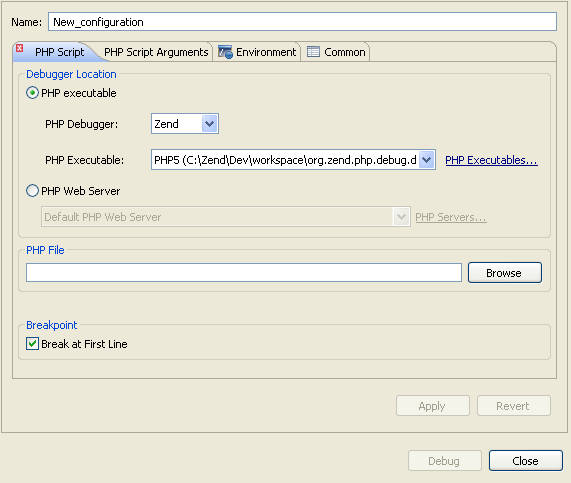 Name: New_configuration
PHP Script PHP Script Arguments Environment Common
Debugger Location
PHP executable
PHP Debugger: Zend
PHP Executable: PHP5 (C:\Zend\Dev\workspace\org.zend.php.debug.d PHP Executables...
PHP Web Server
Default PHP Web Server PHP Servers...
PHP File
Browse
Breakpoint
Break at First Line
Apply Revert
Debug Close